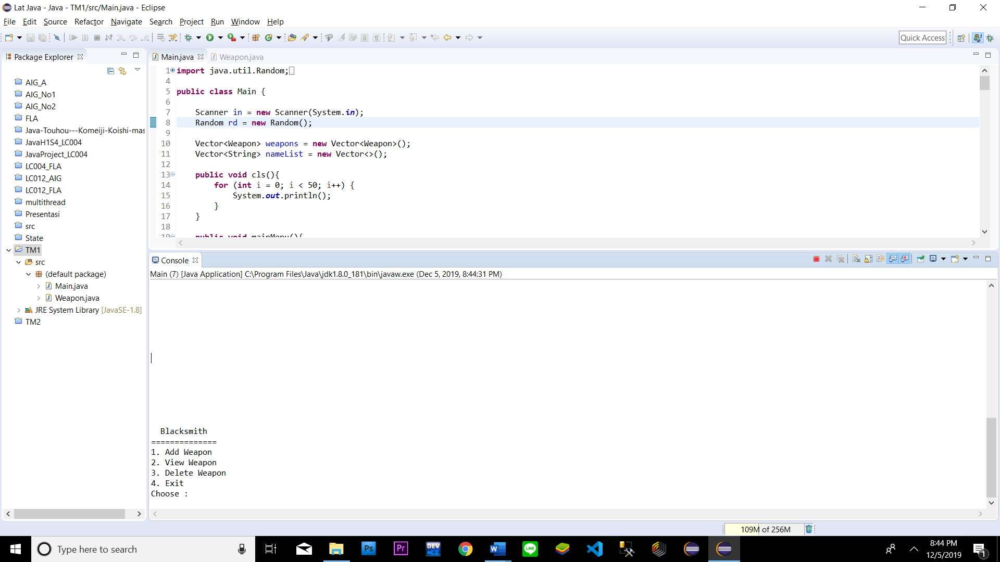 Lat Java - Java - TM1/src/Main.java - Eclipse
File Edit Source Refactor Navigate Search Project Run Window Help
Quick Access
Package Explorer
AIG_A
AIG_No1
AIG_No2
FLA
Java-Touhou---Komeiji-Koishi-mas
JavaH1S4_LC004
JavaProject_LC004
LC004_FLA
LC012_AIG
LC012_FLA
multithread
Presentasi
src
State
TM1
src
(default package)
Main.java
Weapon.java
JRE System Library [JavaSE-1.8]
TM2
Main.java Weapon.java
1 import java.util.Random;
4
5 public class Main {
6
7 Scanner in = new Scanner(System.in);
8 Random rd = new Random();
9
10 Vector<Weapon> weapons = new Vector<Weapon>();
11 Vector<String> nameList = new Vector<>();
12
13 public void cls(){
14 for (int i = 0; i < 50; i++) {
15 System.out.println();
16 }
17 }
18
19 public void mainMenu(){
Console
Main (7) [Java Application] C:\Program Files\Java\jdk1.8.0_181\bin\javaw.exe (Dec 5, 2019, 8:44:31 PM)
Blacksmith
==============
1. Add Weapon
2. View Weapon
3. Delete Weapon
4. Exit
Choose :
109M of 256M
Type here to search
Ps
Pr
DEV C++
W
LINE
8:44 PM
12/5/2019
1